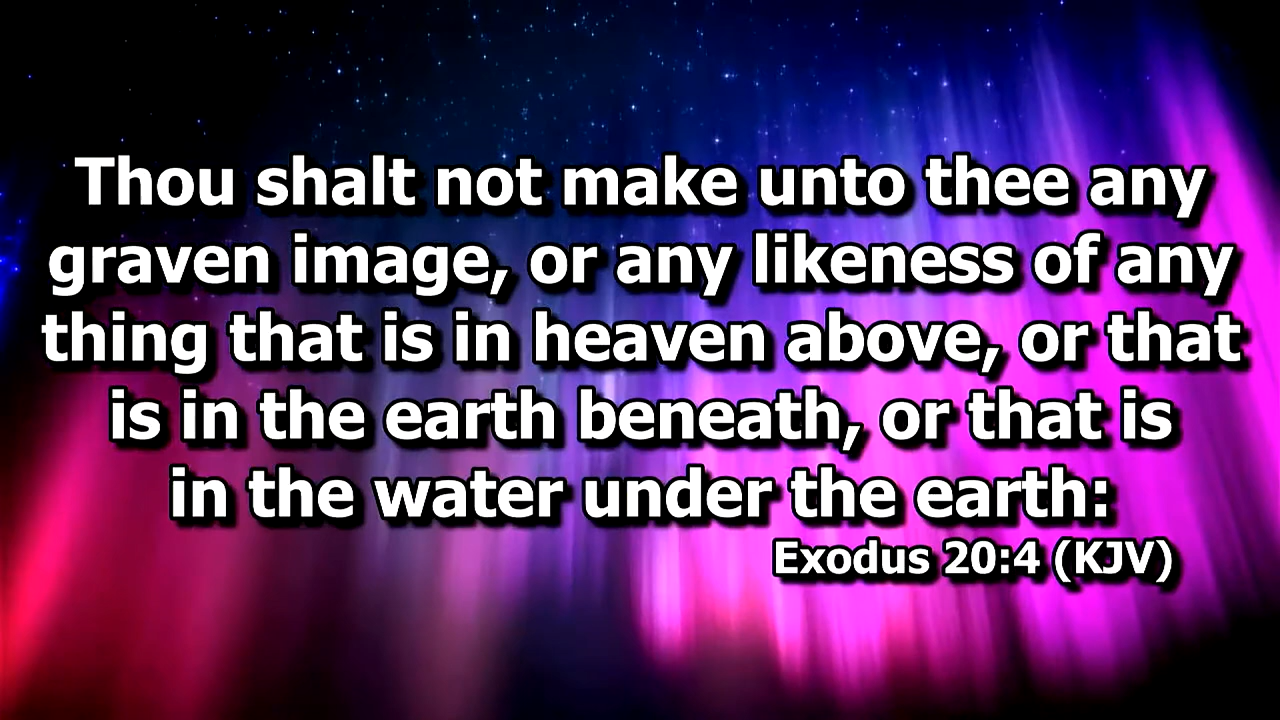 Thou shalt not make unto thee any
graven image, or any likeness of any
thing that is in heaven above, or that
is in the earth beneath, or that is
in the water under the earth:
Exodus 20:4 (KJV)